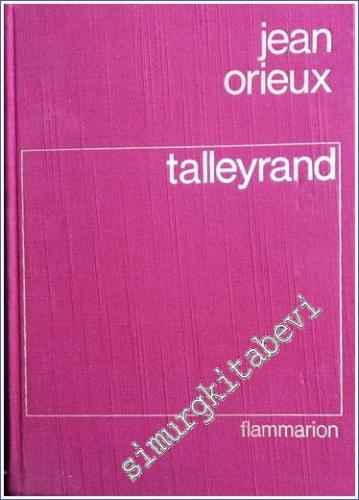 jean
orieux
talleyrand
flammarion
simurgkitabevi